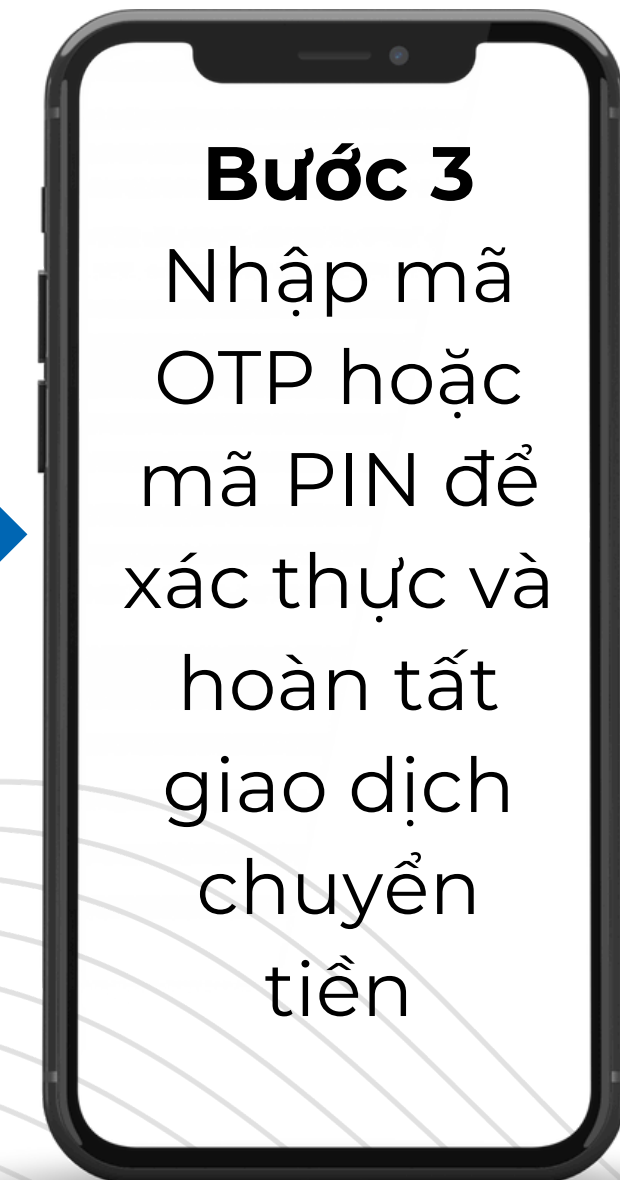 Bước 3
Nhập mã
OTP hoặc
mã PIN để
xác thực và
hoàn tất
giao dịch
chuyển
tiền